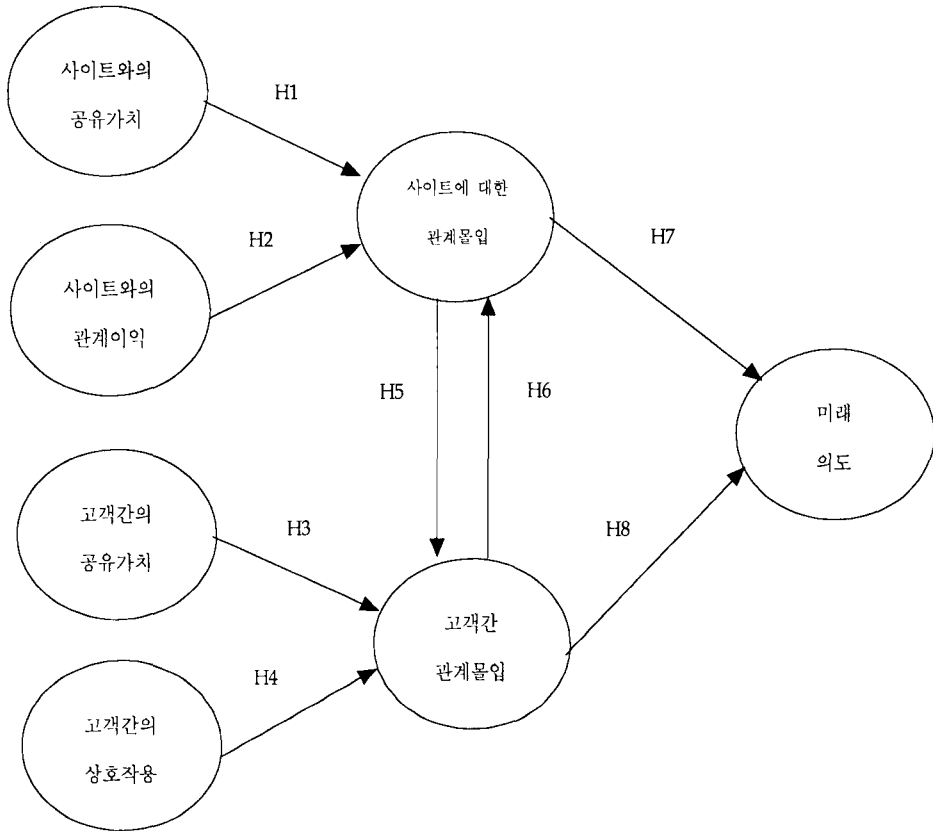 사이트와의
공유가치
H1
사이트에 대한
관계몰입
H2
사이트와의
관계이익
H7
H5
H6
미래
의도
고객간의
공유가치
H3
H8
고객간
관계몰입
H4
고객간의
상호작용